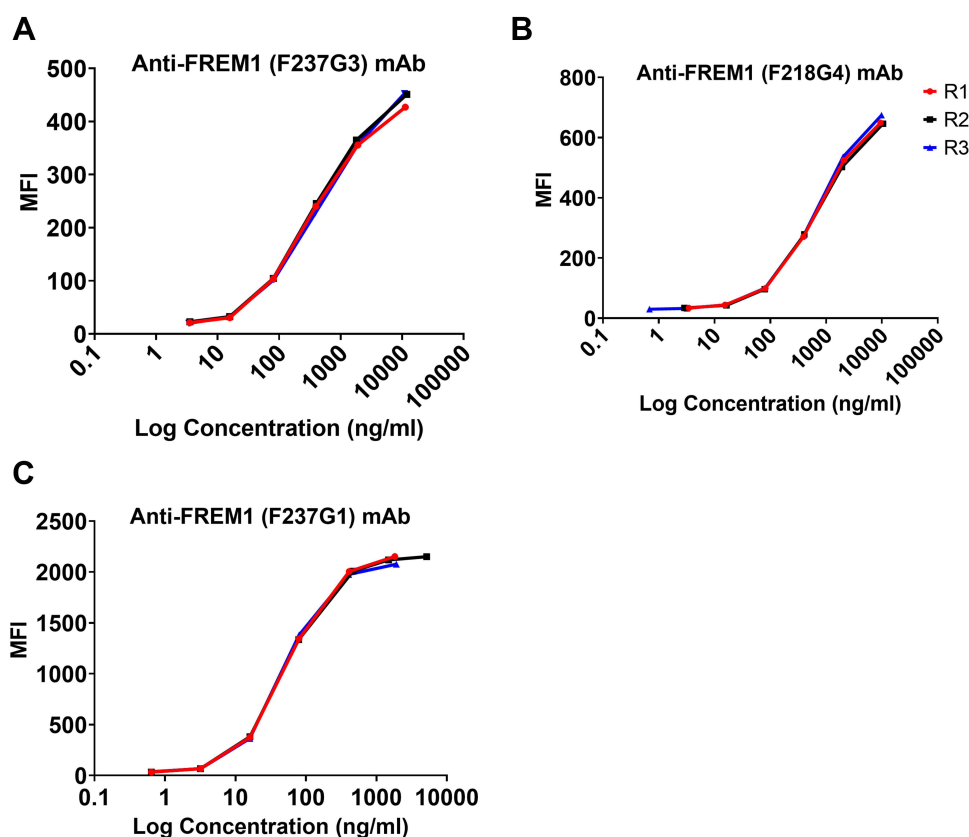 A
Anti-FREM1 (F237G3) mAb
500
400
300
200
100
0
MFI
0.1
1
10
100
1000
10000
100000
Log Concentration (ng/ml)
B
Anti-FREM1 (F218G4) mAb
800
600
400
200
0
MFI
0.1
1
10
100
1000
10000
100000
Log Concentration (ng/ml)
R1
R2
R3
C
Anti-FREM1 (F237G1) mAb
2500
2000
1500
1000
500
0
MFI
0.1
1
10
100
1000
10000
Log Concentration (ng/ml)